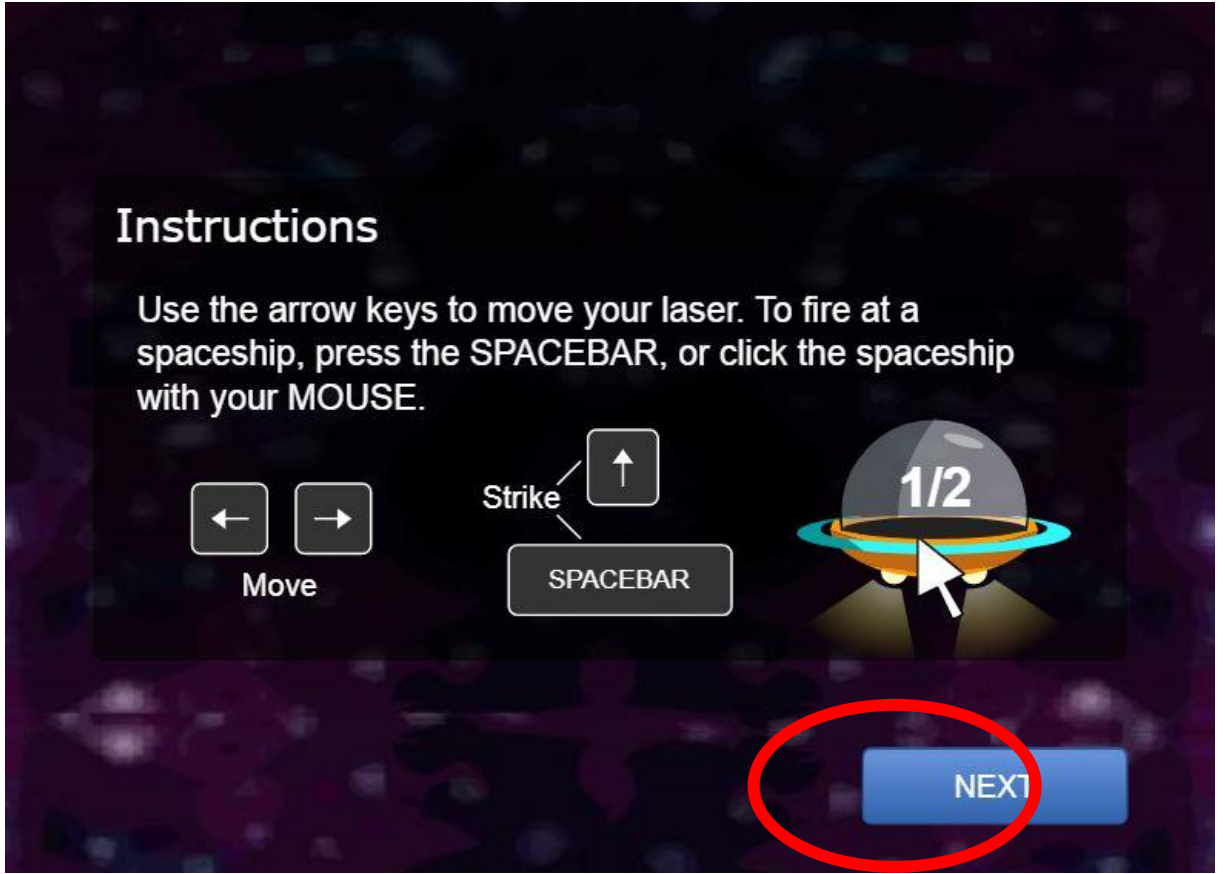 Instructions
Use the arrow keys to move your laser. To fire at a
spaceship, press the SPACEBAR, or click the spaceship
with your MOUSE.
↑
1/2
Strike
← →
SPACEBAR
Move
NEXT